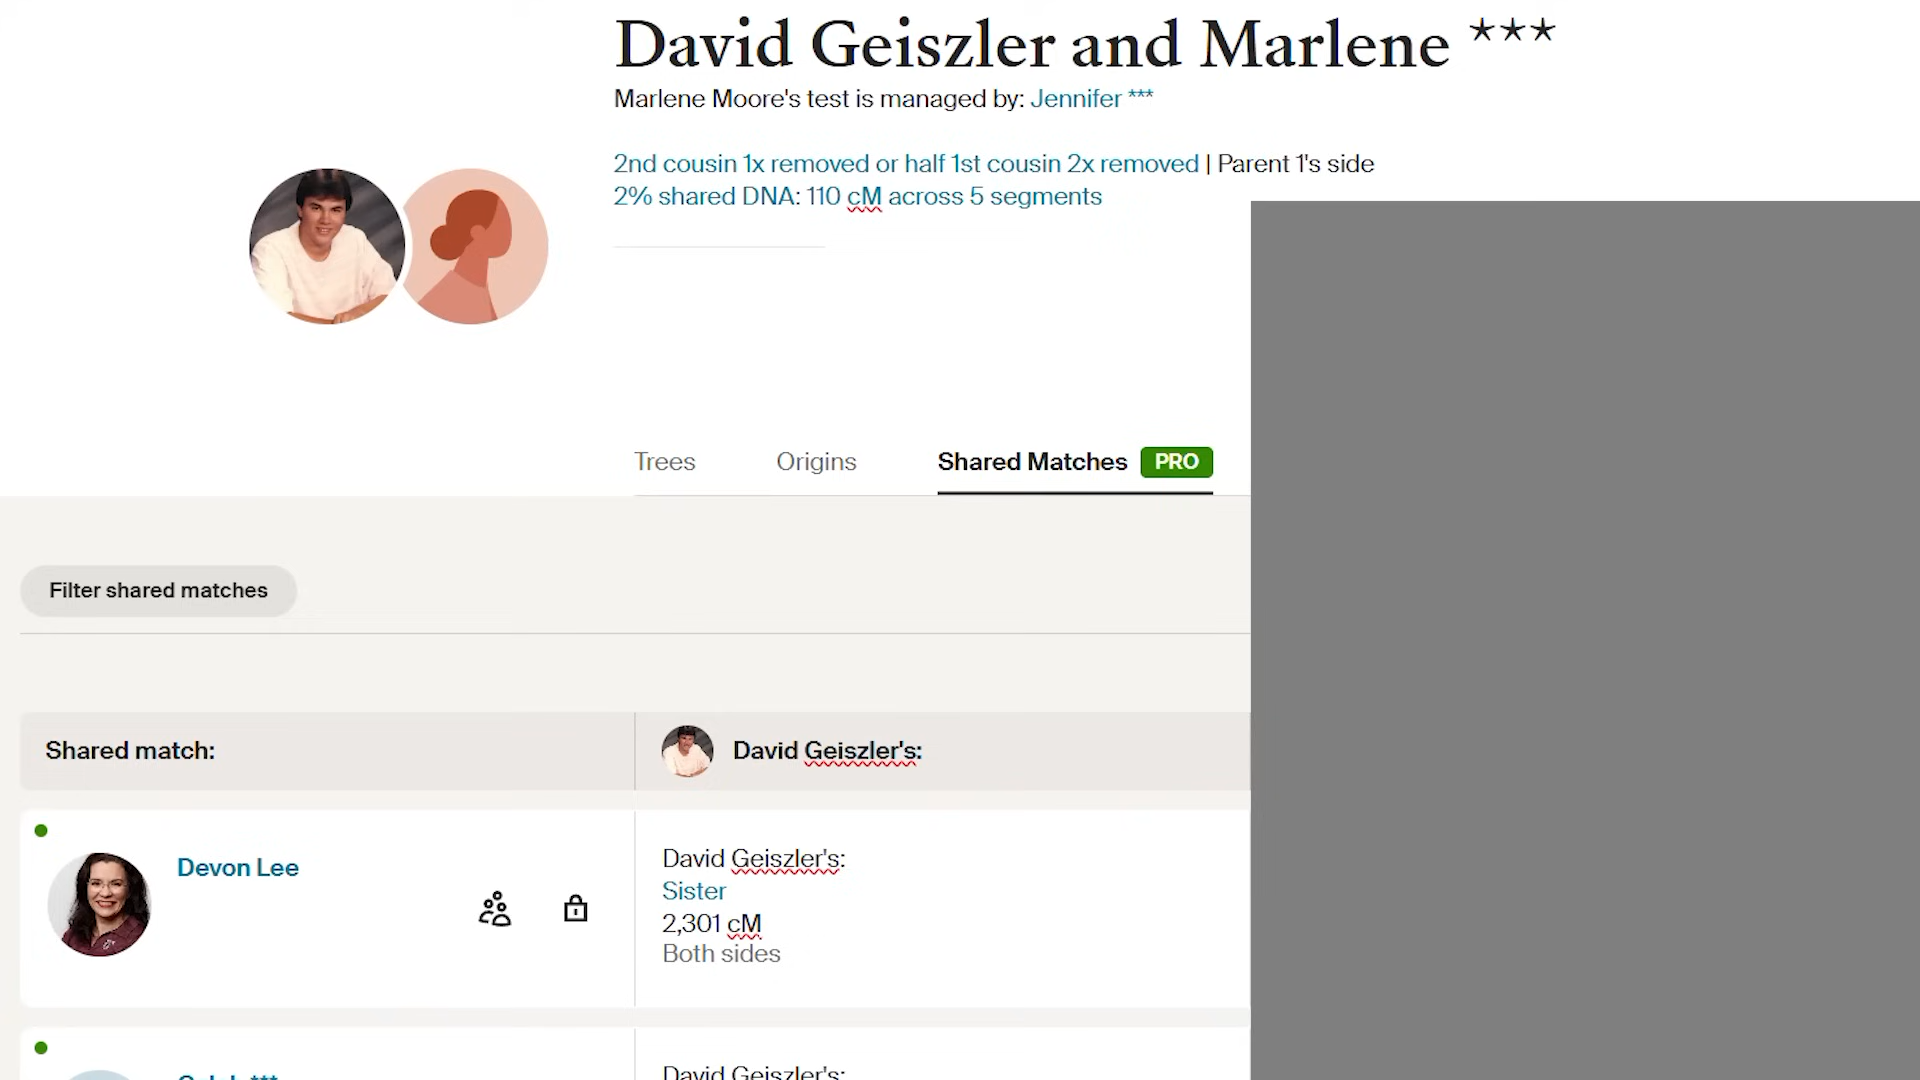 David Geiszler and Marlene ***
Marlene Moore's test is managed by: Jennifer ***
2nd cousin 1x removed or half 1st cousin 2x removed | Parent 1's side
2% shared DNA: 110 cM across 5 segments
Trees Origins Shared Matches PRO
Filter shared matches
Shared match: David Geiszler's:
Devon Lee
David Geiszler's:
Sister
2,301 cM
Both sides
David Geiszler's: